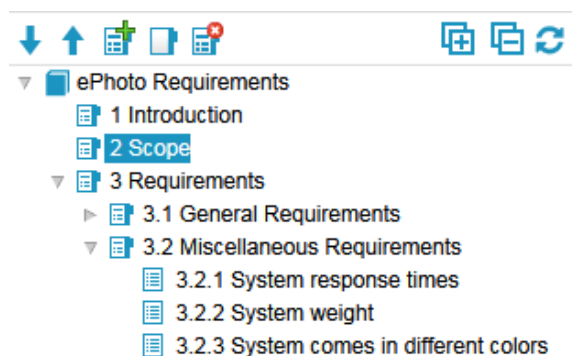 ePhoto Requirements
1 Introduction
2 Scope
3 Requirements
3.1 General Requirements
3.2 Miscellaneous Requirements
3.2.1 System response times
3.2.2 System weight
3.2.3 System comes in different colors